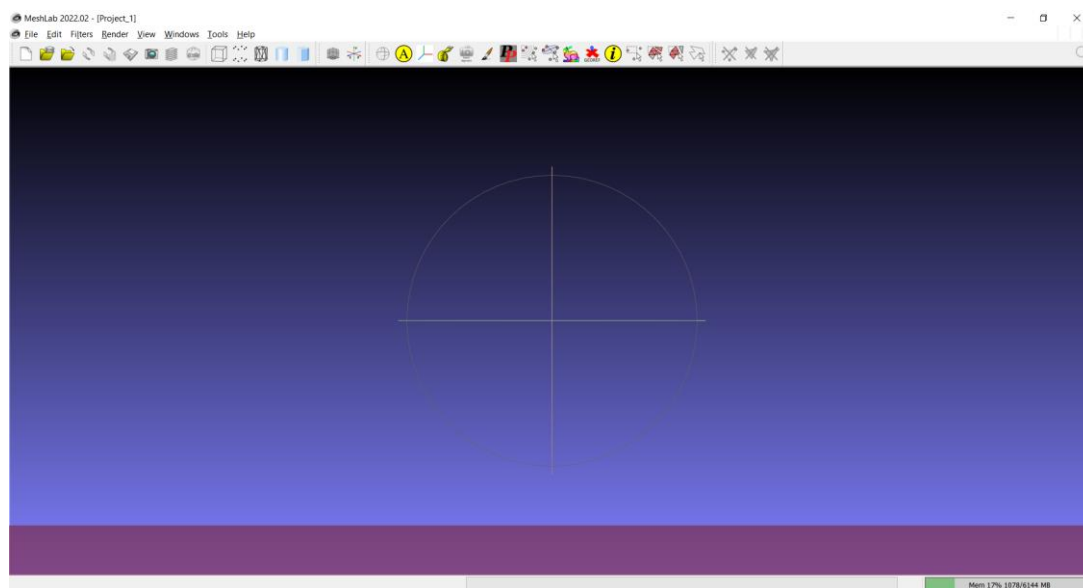 MeshLab 2022.02 - [Project_1]
File Edit Filters Render View Windows Tools Help
A
i
Mem 17% 1078/6144 MB